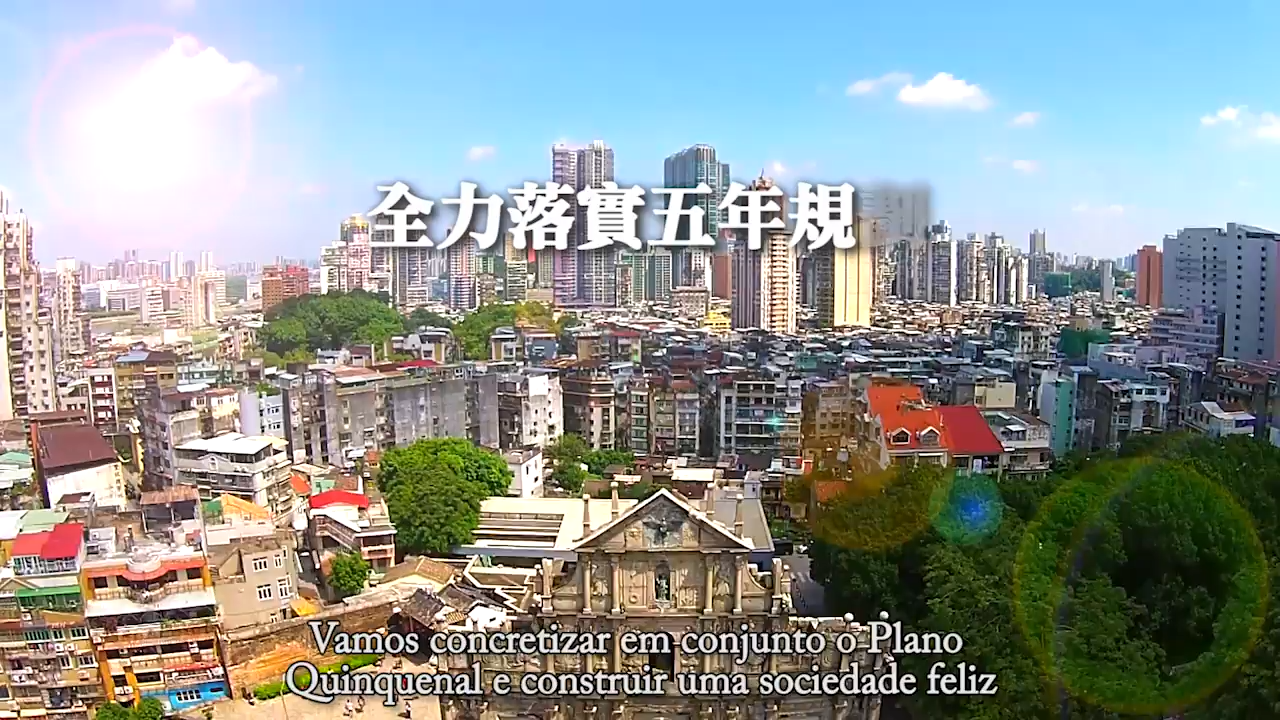 全力落實五年規
Vamos concretizar em conjunto o Plano
Quinquenal e construir uma sociedade feliz